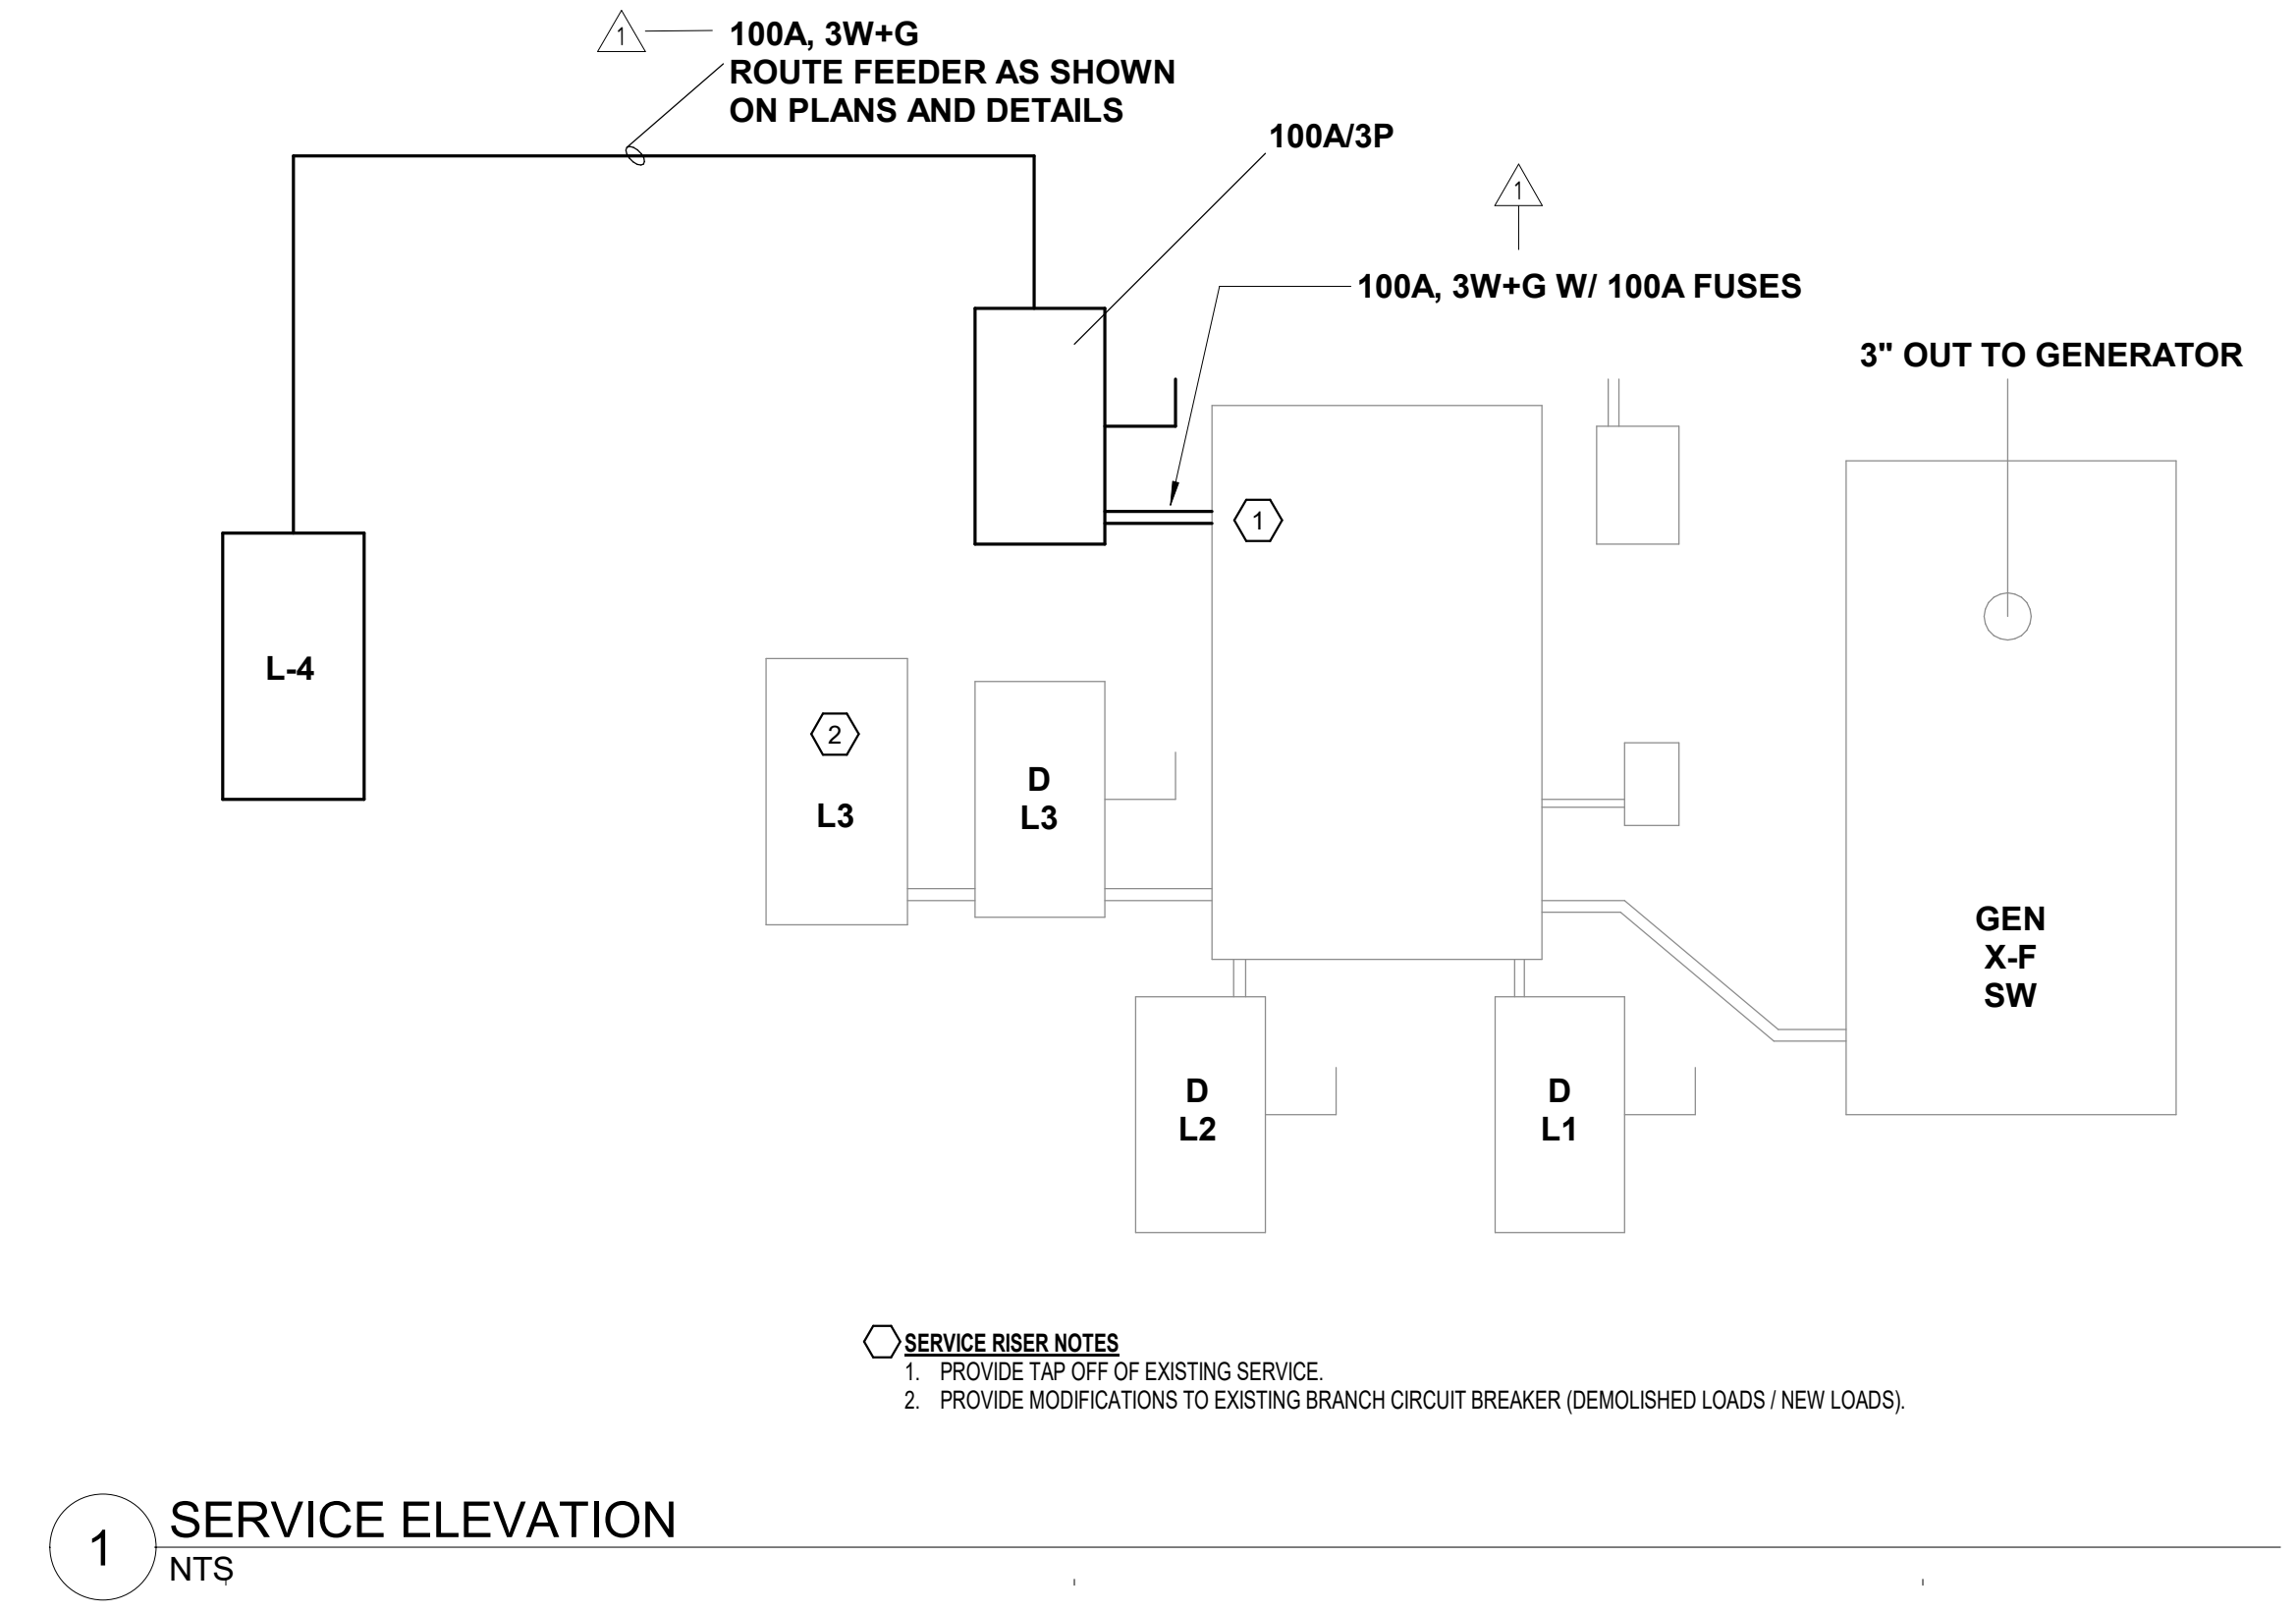 1
100A, 3W+G
ROUTE FEEDER AS SHOWN
ON PLANS AND DETAILS
100A/3P
1
100A, 3W+G W/ 100A FUSES
3" OUT TO GENERATOR
1
L-4
2
L3
D
L3
GEN
X-F
SW
D
L2
D
L1
SERVICE RISER NOTES
1. PROVIDE TAP OFF OF EXISTING SERVICE.
2. PROVIDE MODIFICATIONS TO EXISTING BRANCH CIRCUIT BREAKER (DEMOLISHED LOADS / NEW LOADS).
1
SERVICE ELEVATION
NTS